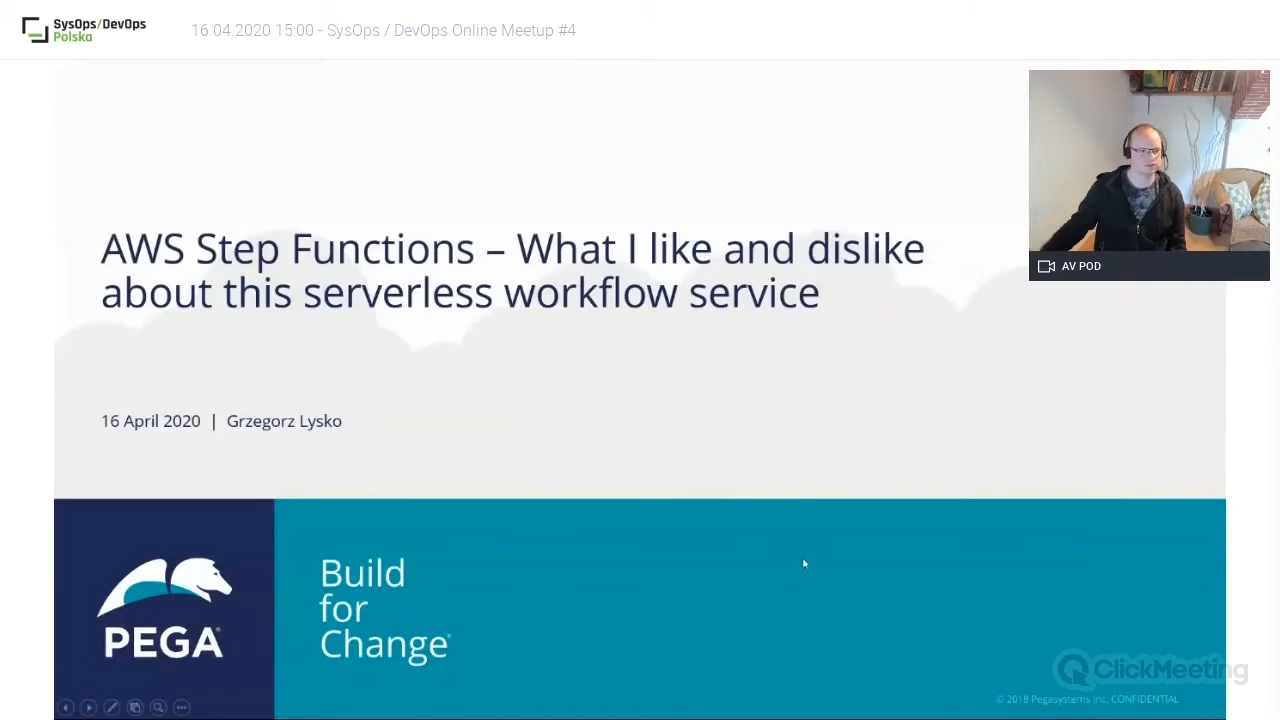 SysOps/DevOps
Polska
16.04.2020 15:00 - SysOps / DevOps Online Meetup #4
AV POD
AWS Step Functions – What I like and dislike
about this serverless workflow service
16 April 2020 | Grzegorz Lysko
PEGA
Build
for
Change®
ClickMeeting
© 2018 Pegasystems Inc. CONFIDENTIAL